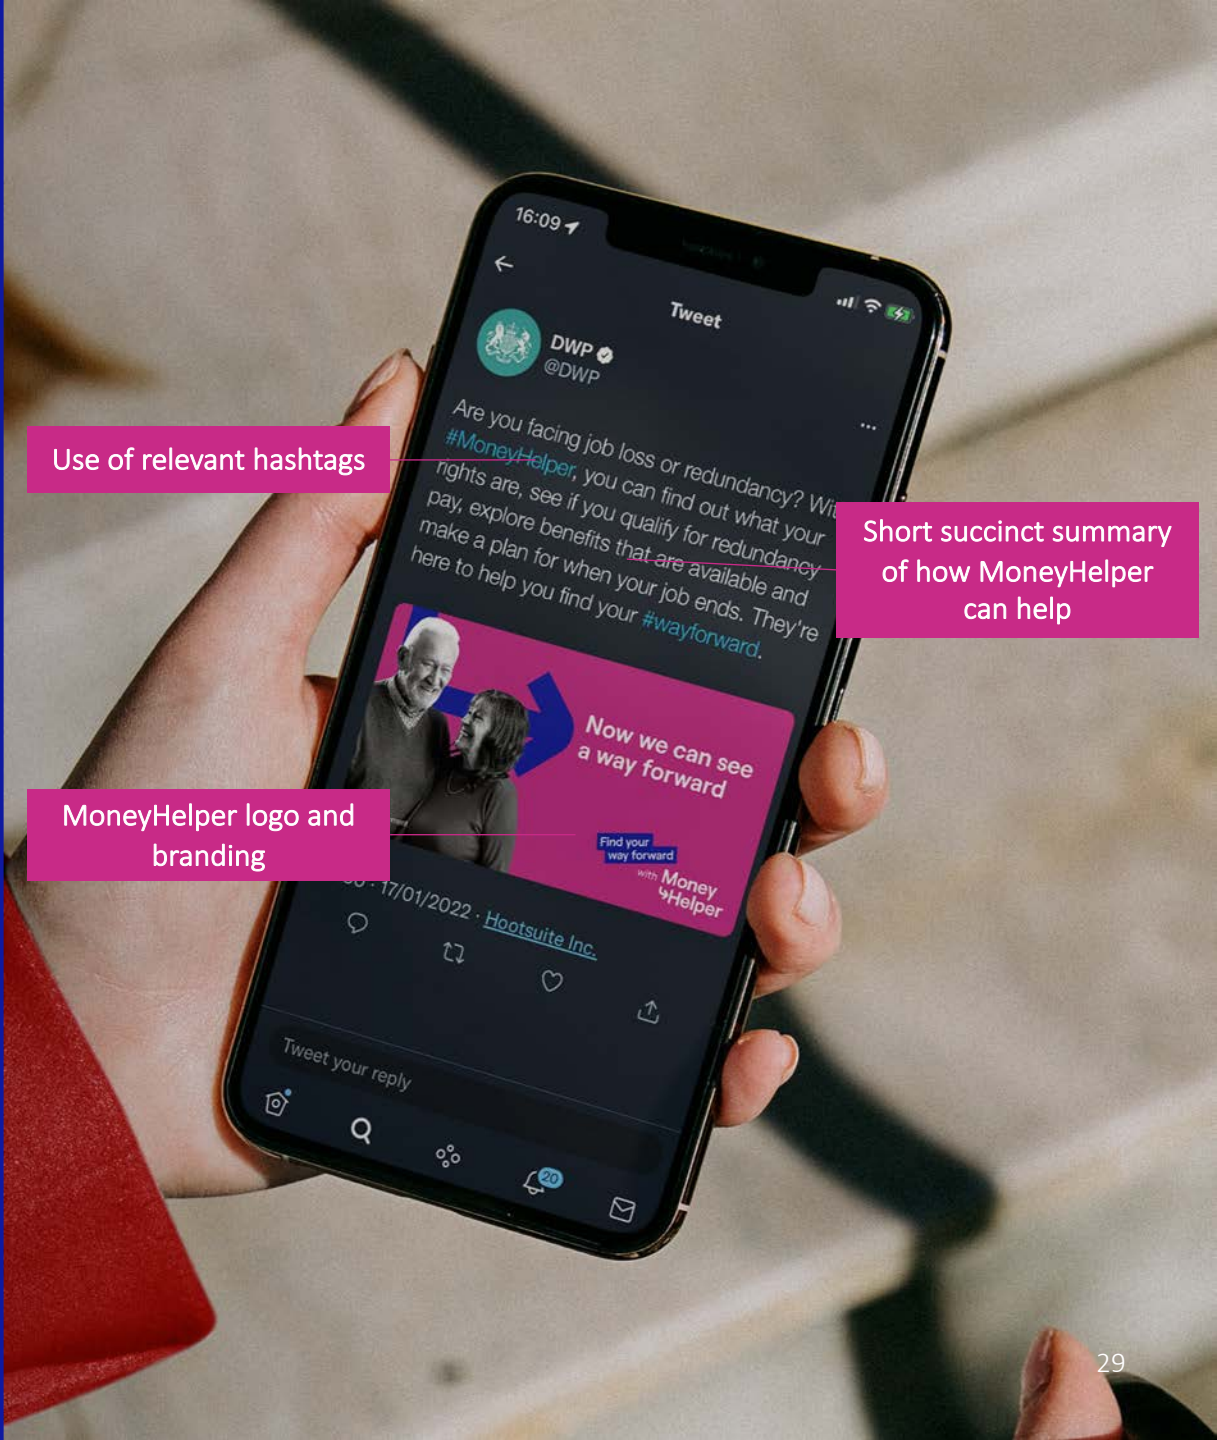 16:09
Tweet
DWP
@DWP
Are you facing job loss or redundancy?
#MoneyHelper, you can find out what your
rights are, see if you qualify for redundancy
pay, explore benefits that are available and
make a plan for when your job ends. They're
here to help you find your #wayforward.
Use of relevant hashtags
Short succinct summary
of how MoneyHelper
can help
Now we can see
a way forward
Find your
way forward
with Money
Helper
MoneyHelper logo and
branding
· 17/01/2022 · Hootsuite Inc.
Tweet your reply
20
29